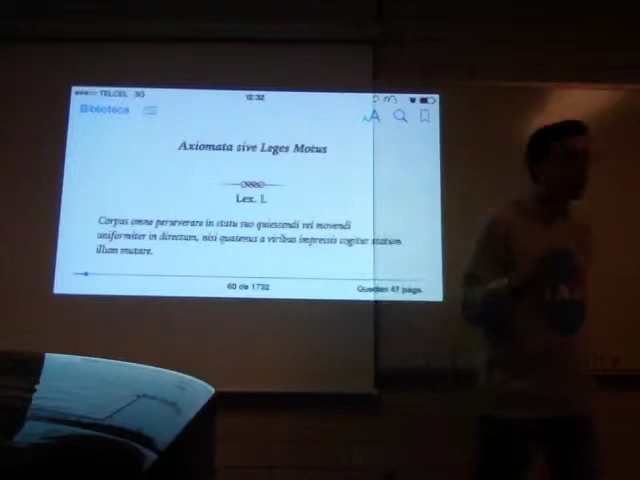 TELCEL 3G 12:32
Biblioteca
AA
Axiomata sive Leges Motus
Lex. I.
Corpus omne perseverare in statu suo quiescendi vel movendi
uniformiter in directum, nisi quatenus a viribus impressis cogitur statum
illum mutare.
60 de 1732 Quedan 47 págs.